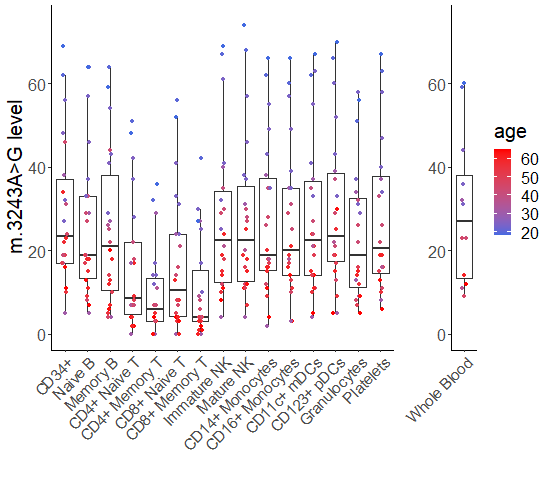 m.3243A>G level
60
40
20
0
CD34+
Naive B
Memory B
CD4+ Naive T
CD4+ Memory T
CD8+ Naive T
CD8+ Memory T
Immature NK
Mature NK
CD14+ Monocytes
CD16+ Monocytes
CD11c+ mDCs
CD123+ pDCs
Granulocytes
Platelets
60
40
20
0
Whole Blood
age
60
50
40
30
20